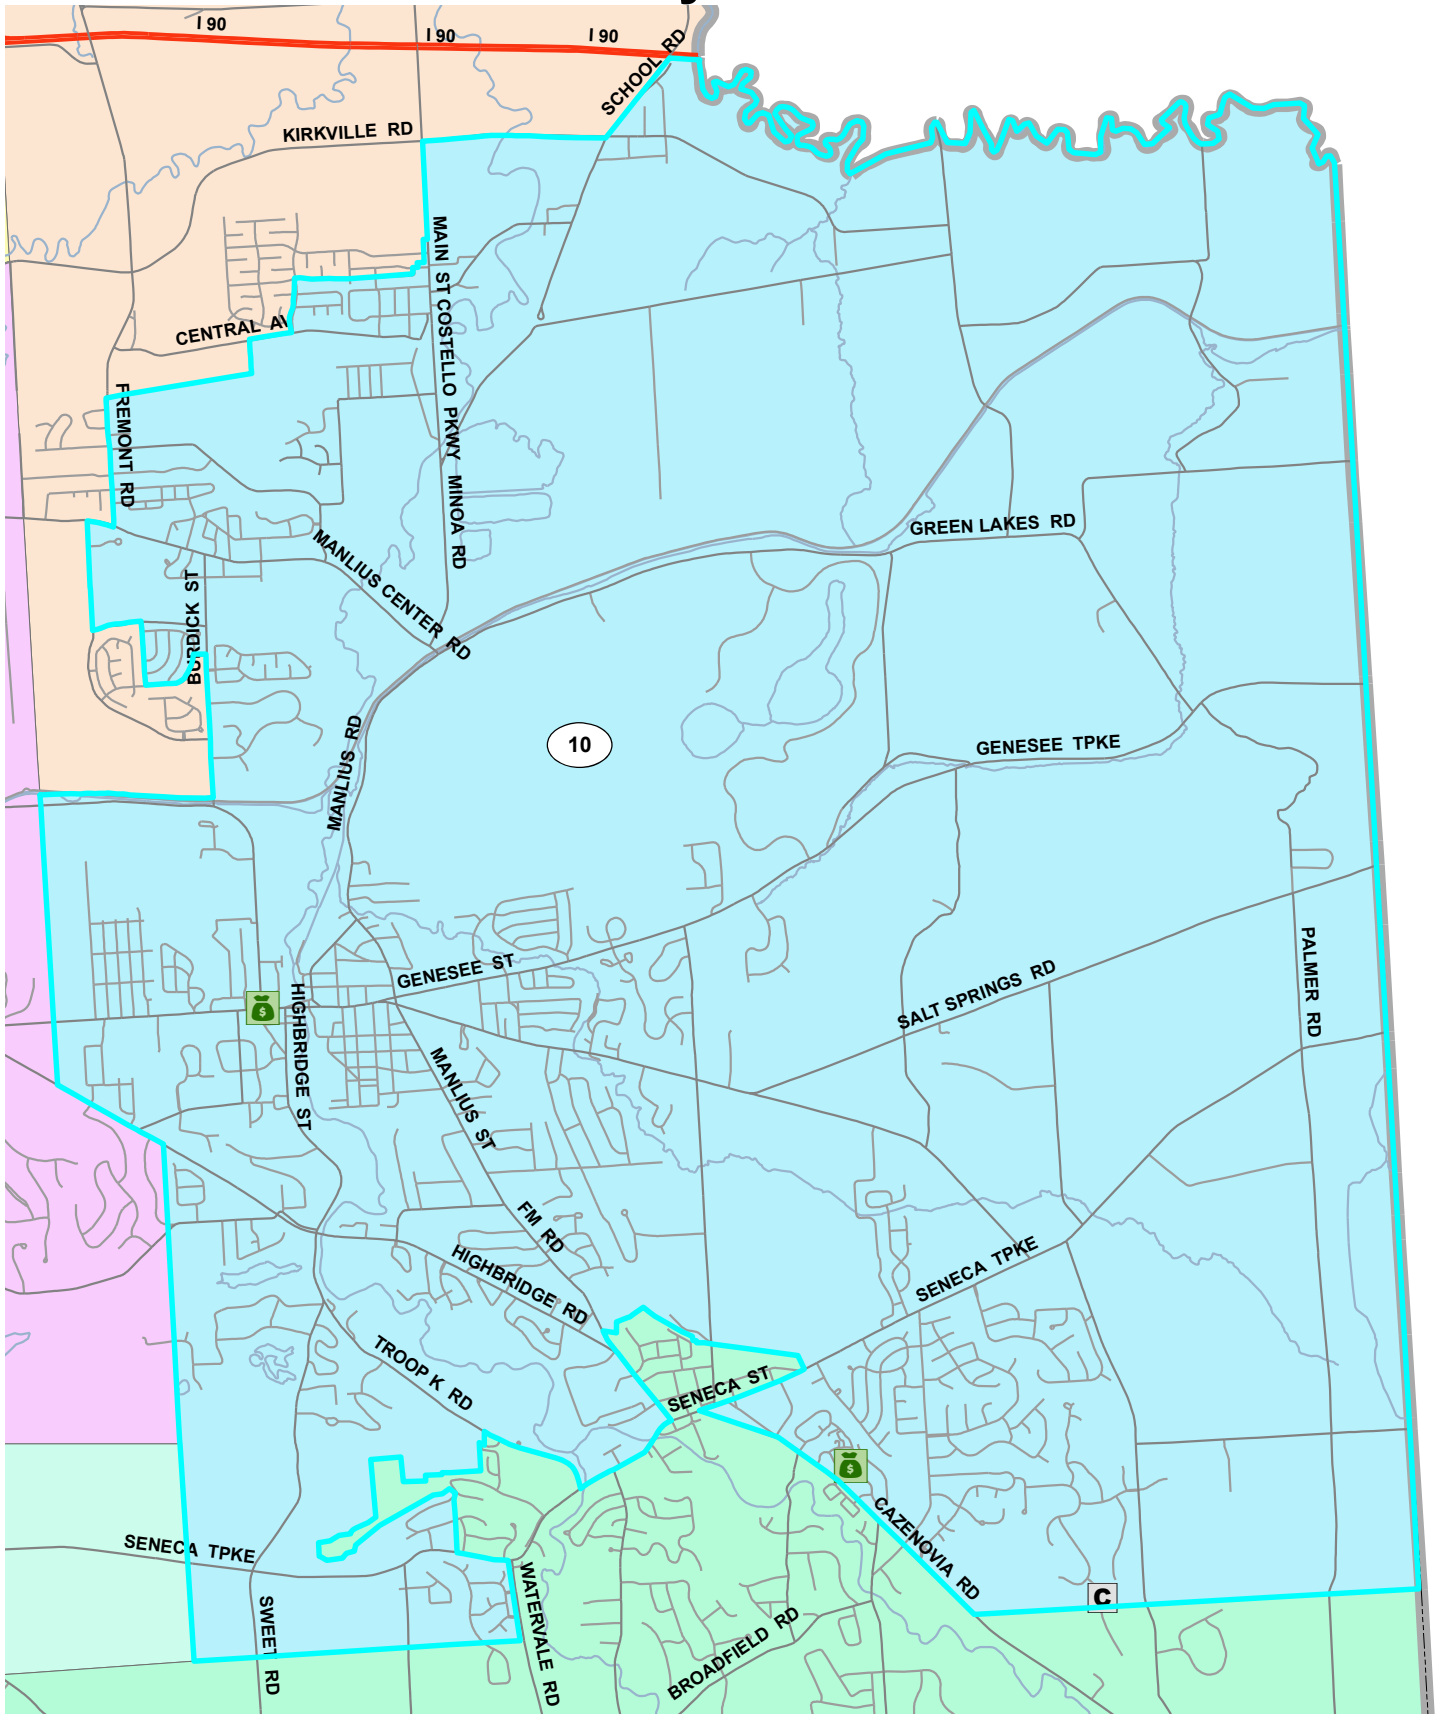 I 90
I 90
I 90
SCHOOL RD
KIRKVILLE RD
MAIN ST
COSTELLO PKWY
CENTRAL AV
FREMONT RD
MINOA RD
GREEN LAKES RD
MANLIUS CENTER RD
BURDICK ST
MANLIUS RD
10
GENESEE TPKE
GENESEE ST
SALT SPRINGS RD
PALMER RD
$
HIGHBRIDGE ST
MANLIUS ST
FM RD
HIGHBRIDGE RD
SENECA TPKE
TROOP K RD
SENECA ST
$
CAZENOVIA RD
SENECA TPKE
WATERVALE RD
SWEET RD
BROADFIELD RD
C